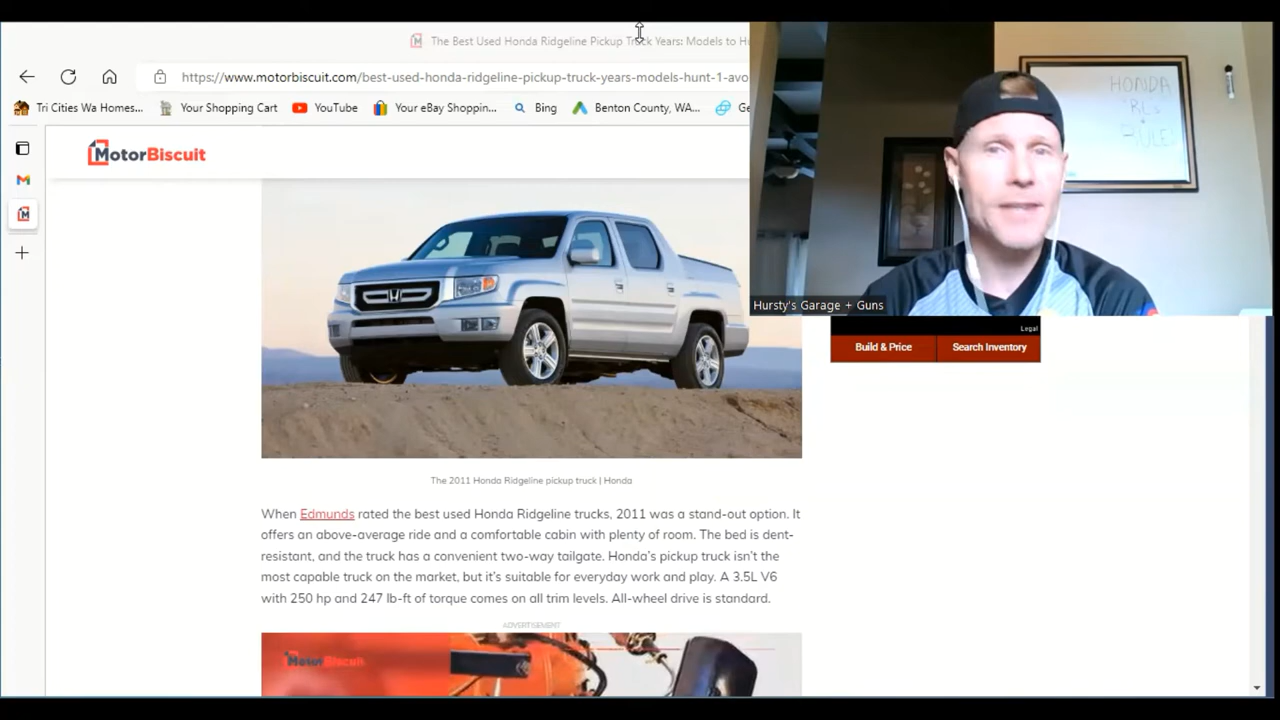 The Best Used Honda Ridgeline Pickup Truck Years: Models to Hu
https://www.motorbiscuit.com/best-used-honda-ridgeline-pickup-truck-years-models-hunt-1-avo
Tri Cities Wa Homes... Your Shopping Cart YouTube Your eBay Shoppin... Bing Benton County, WA... Ge
MotorBiscuit
HONDA
RULE
Hursty's Garage + Guns
Legal
Build & Price Search Inventory
The 2011 Honda Ridgeline pickup truck | Honda
When Edmunds rated the best used Honda Ridgeline trucks, 2011 was a stand-out option. It
offers an above-average ride and a comfortable cabin with plenty of room. The bed is dent-
resistant, and the truck has a convenient two-way tailgate. Honda's pickup truck isn't the
most capable truck on the market, but it's suitable for everyday work and play. A 3.5L V6
with 250 hp and 247 lb-ft of torque comes on all trim levels. All-wheel drive is standard.
ADVERTISEMENT
MotorBiscuit